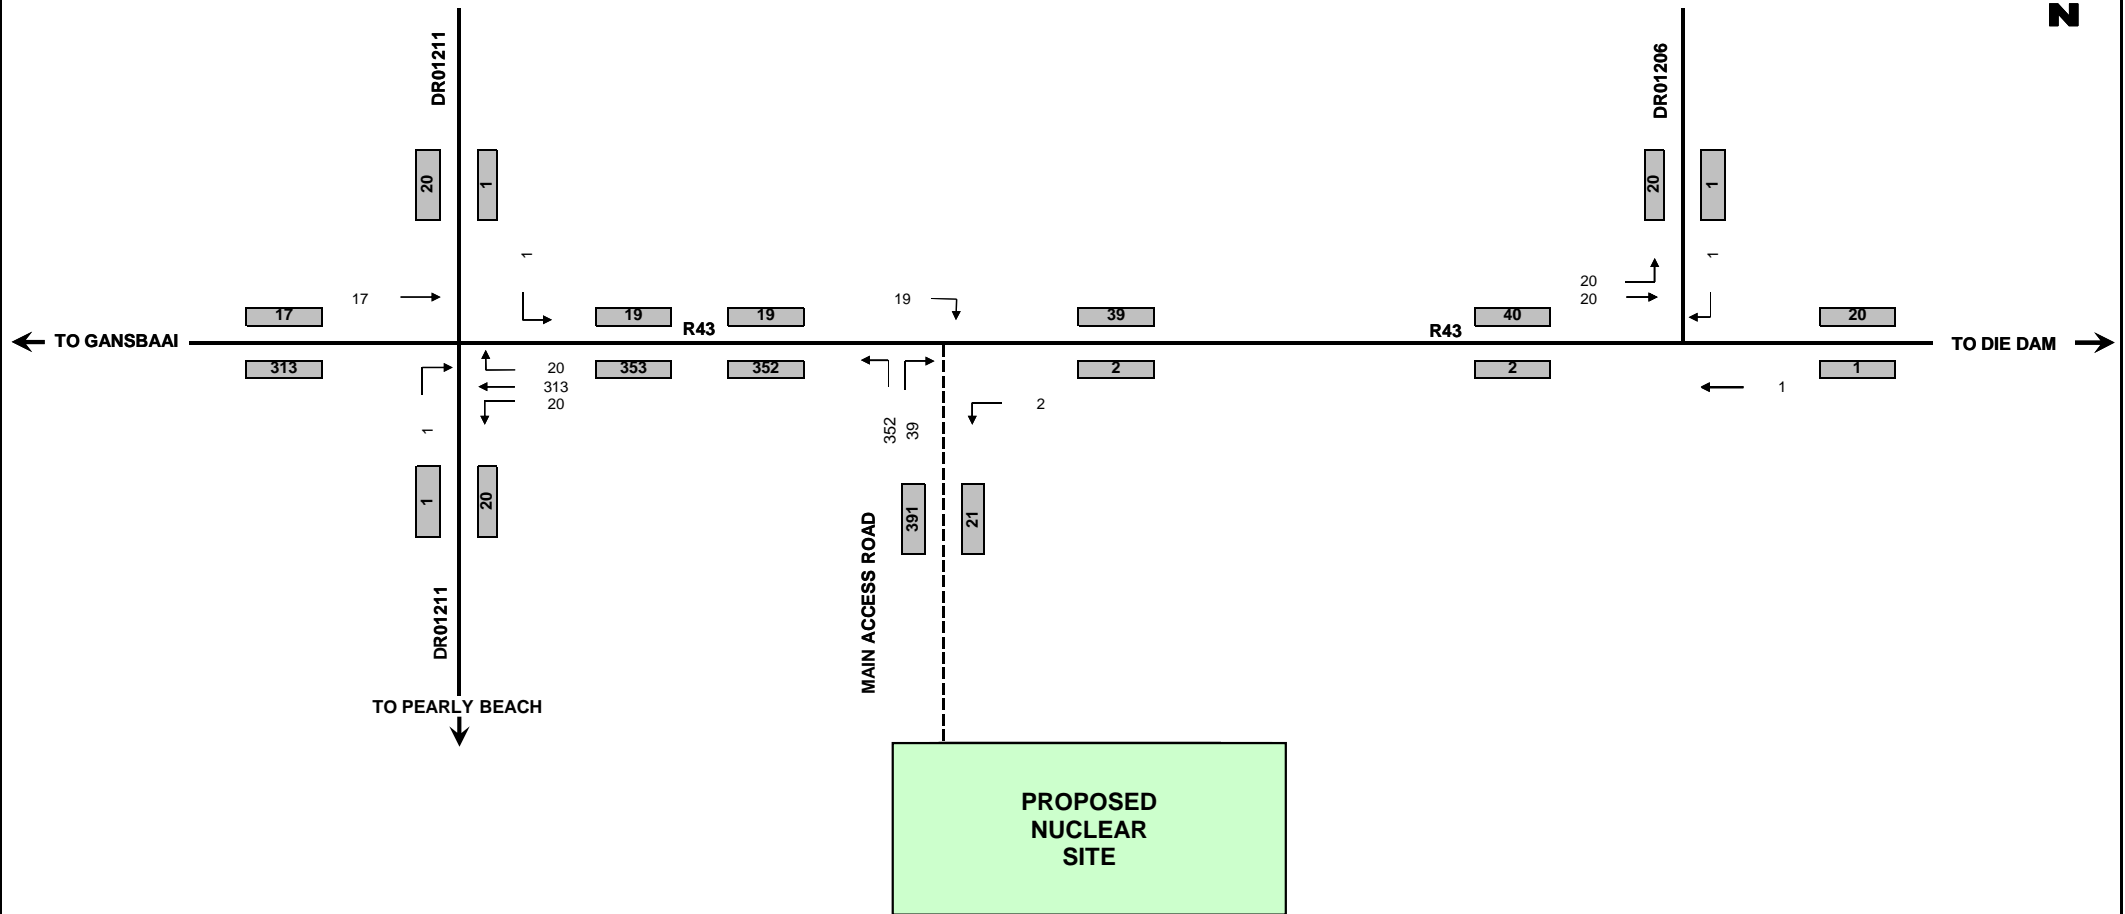 N
DR01211
DR01206
20
1
20
1
1
1
17
20
20
17
19
19
19
39
40
20
R43
R43
TO GANSBAAI
TO DIE DAM
313
20
353
352
2
2
1
313
1
20
2
1
352
39
1
20
391
21
MAIN ACCESS ROAD
DR01211
TO PEARLY BEACH
PROPOSED
NUCLEAR
SITE